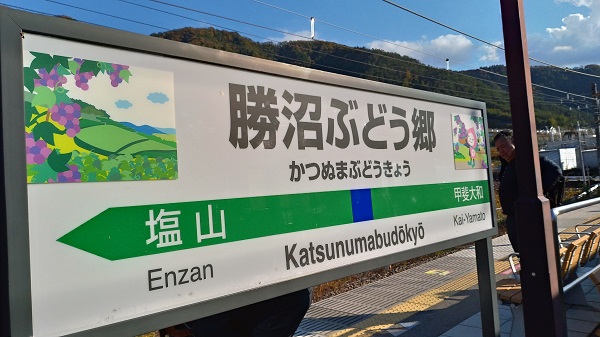 勝沼ぶどう郷
かつぬまぶどうきょう
塩山
甲斐大和
Enzan
Katsunumabudōkyō
Kai-Yamato